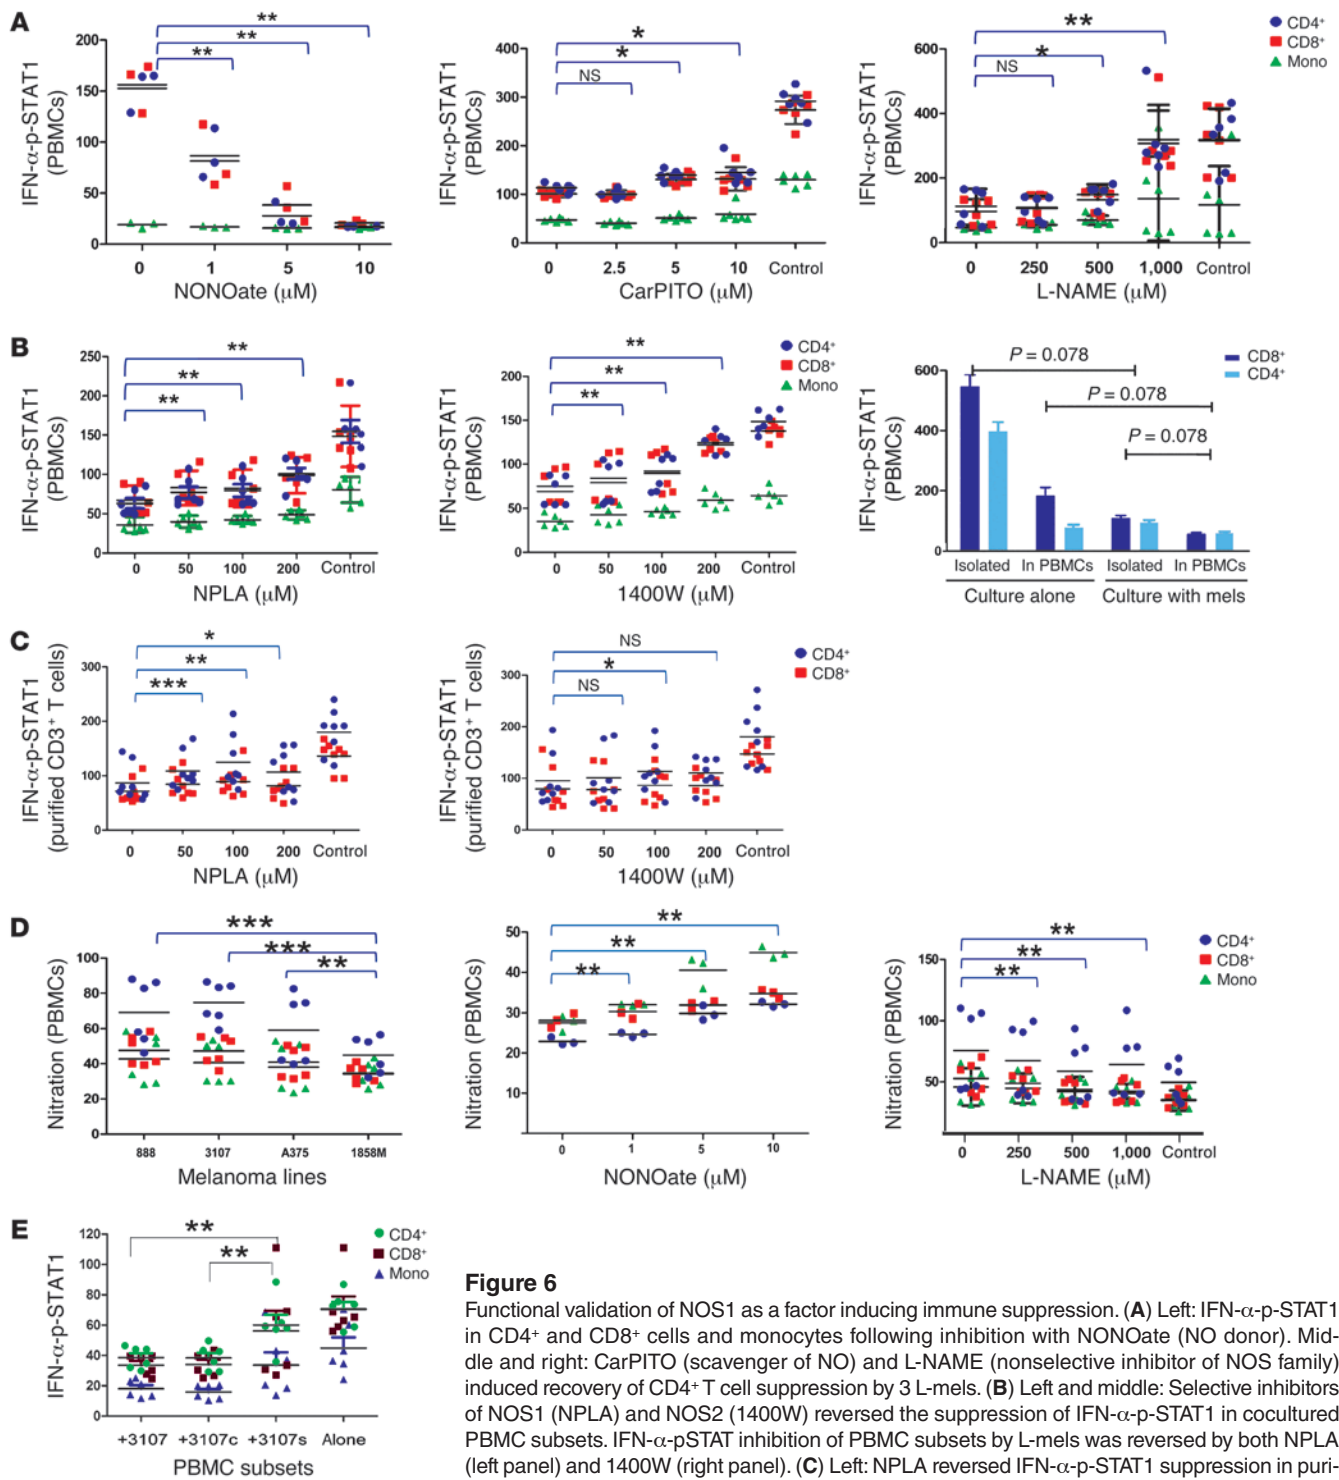 A
IFN-α-p-STAT1
(PBMCs)
200
150
100
50
0
**
**
**
0 1 5 10
NONOate (μM)
IFN-α-p-STAT1
(PBMCs)
400
300
200
100
0
*
*
NS
0 2.5 5 10 Control
CarPITO (μM)
IFN-α-p-STAT1
(PBMCs)
600
400
200
0
**
*
NS
0 250 500 1,000 Control
L-NAME (μM)
CD4+
CD8+
Mono
B
IFN-α-p-STAT1
(PBMCs)
250
200
150
100
50
0
**
**
**
0 50 100 200 Control
NPLA (μM)
IFN-α-p-STAT1
(PBMCs)
200
150
100
50
0
**
**
**
0 50 100 200 Control
1400W (μM)
CD4+
CD8+
Mono
IFN-α-p-STAT1
(PBMCs)
600
400
200
0
P = 0.078
P = 0.078
P = 0.078
CD8+
CD4+
Isolated In PBMCs Isolated In PBMCs
Culture alone Culture with mels
C
IFN-α-p-STAT1
(purified CD3+ T cells)
300
200
100
0
*
**
***
0 50 100 200 Control
NPLA (μM)
IFN-α-p-STAT1
(purified CD3+ T cells)
300
200
100
0
NS
*
NS
0 50 100 200 Control
1400W (μM)
CD4+
CD8+
D
Nitration (PBMCs)
100
80
60
40
20
0
***
***
**
888 3107 A375 1858M
Melanoma lines
Nitration (PBMCs)
50
40
30
20
10
**
**
**
0 1 5 10
NONOate (μM)
Nitration (PBMCs)
150
100
50
**
**
**
0 250 500 1,000 Control
L-NAME (μM)
CD4+
CD8+
Mono
E
IFN-α-p-STAT1
120
100
80
60
40
20
0
**
**
+3107 +3107c +3107s Alone
PBMC subsets
CD4+
CD8+
Mono
Figure 6
Functional validation of NOS1 as a factor inducing immune suppression. (A) Left: IFN-α-p-STAT1
in CD4+ and CD8+ cells and monocytes following inhibition with NONOate (NO donor). Mid-
dle and right: CarPITO (scavenger of NO) and L-NAME (nonselective inhibitor of NOS family)
induced recovery of CD4+ T cell suppression by 3 L-mels. (B) Left and middle: Selective inhibitors
of NOS1 (NPLA) and NOS2 (1400W) reversed the suppression of IFN-α-p-STAT1 in cocultured
PBMC subsets. IFN-α-pSTAT inhibition of PBMC subsets by L-mels was reversed by both NPLA
(left panel) and 1400W (right panel). (C) Left: NPLA reversed IFN-α-p-STAT1 suppression in puri-